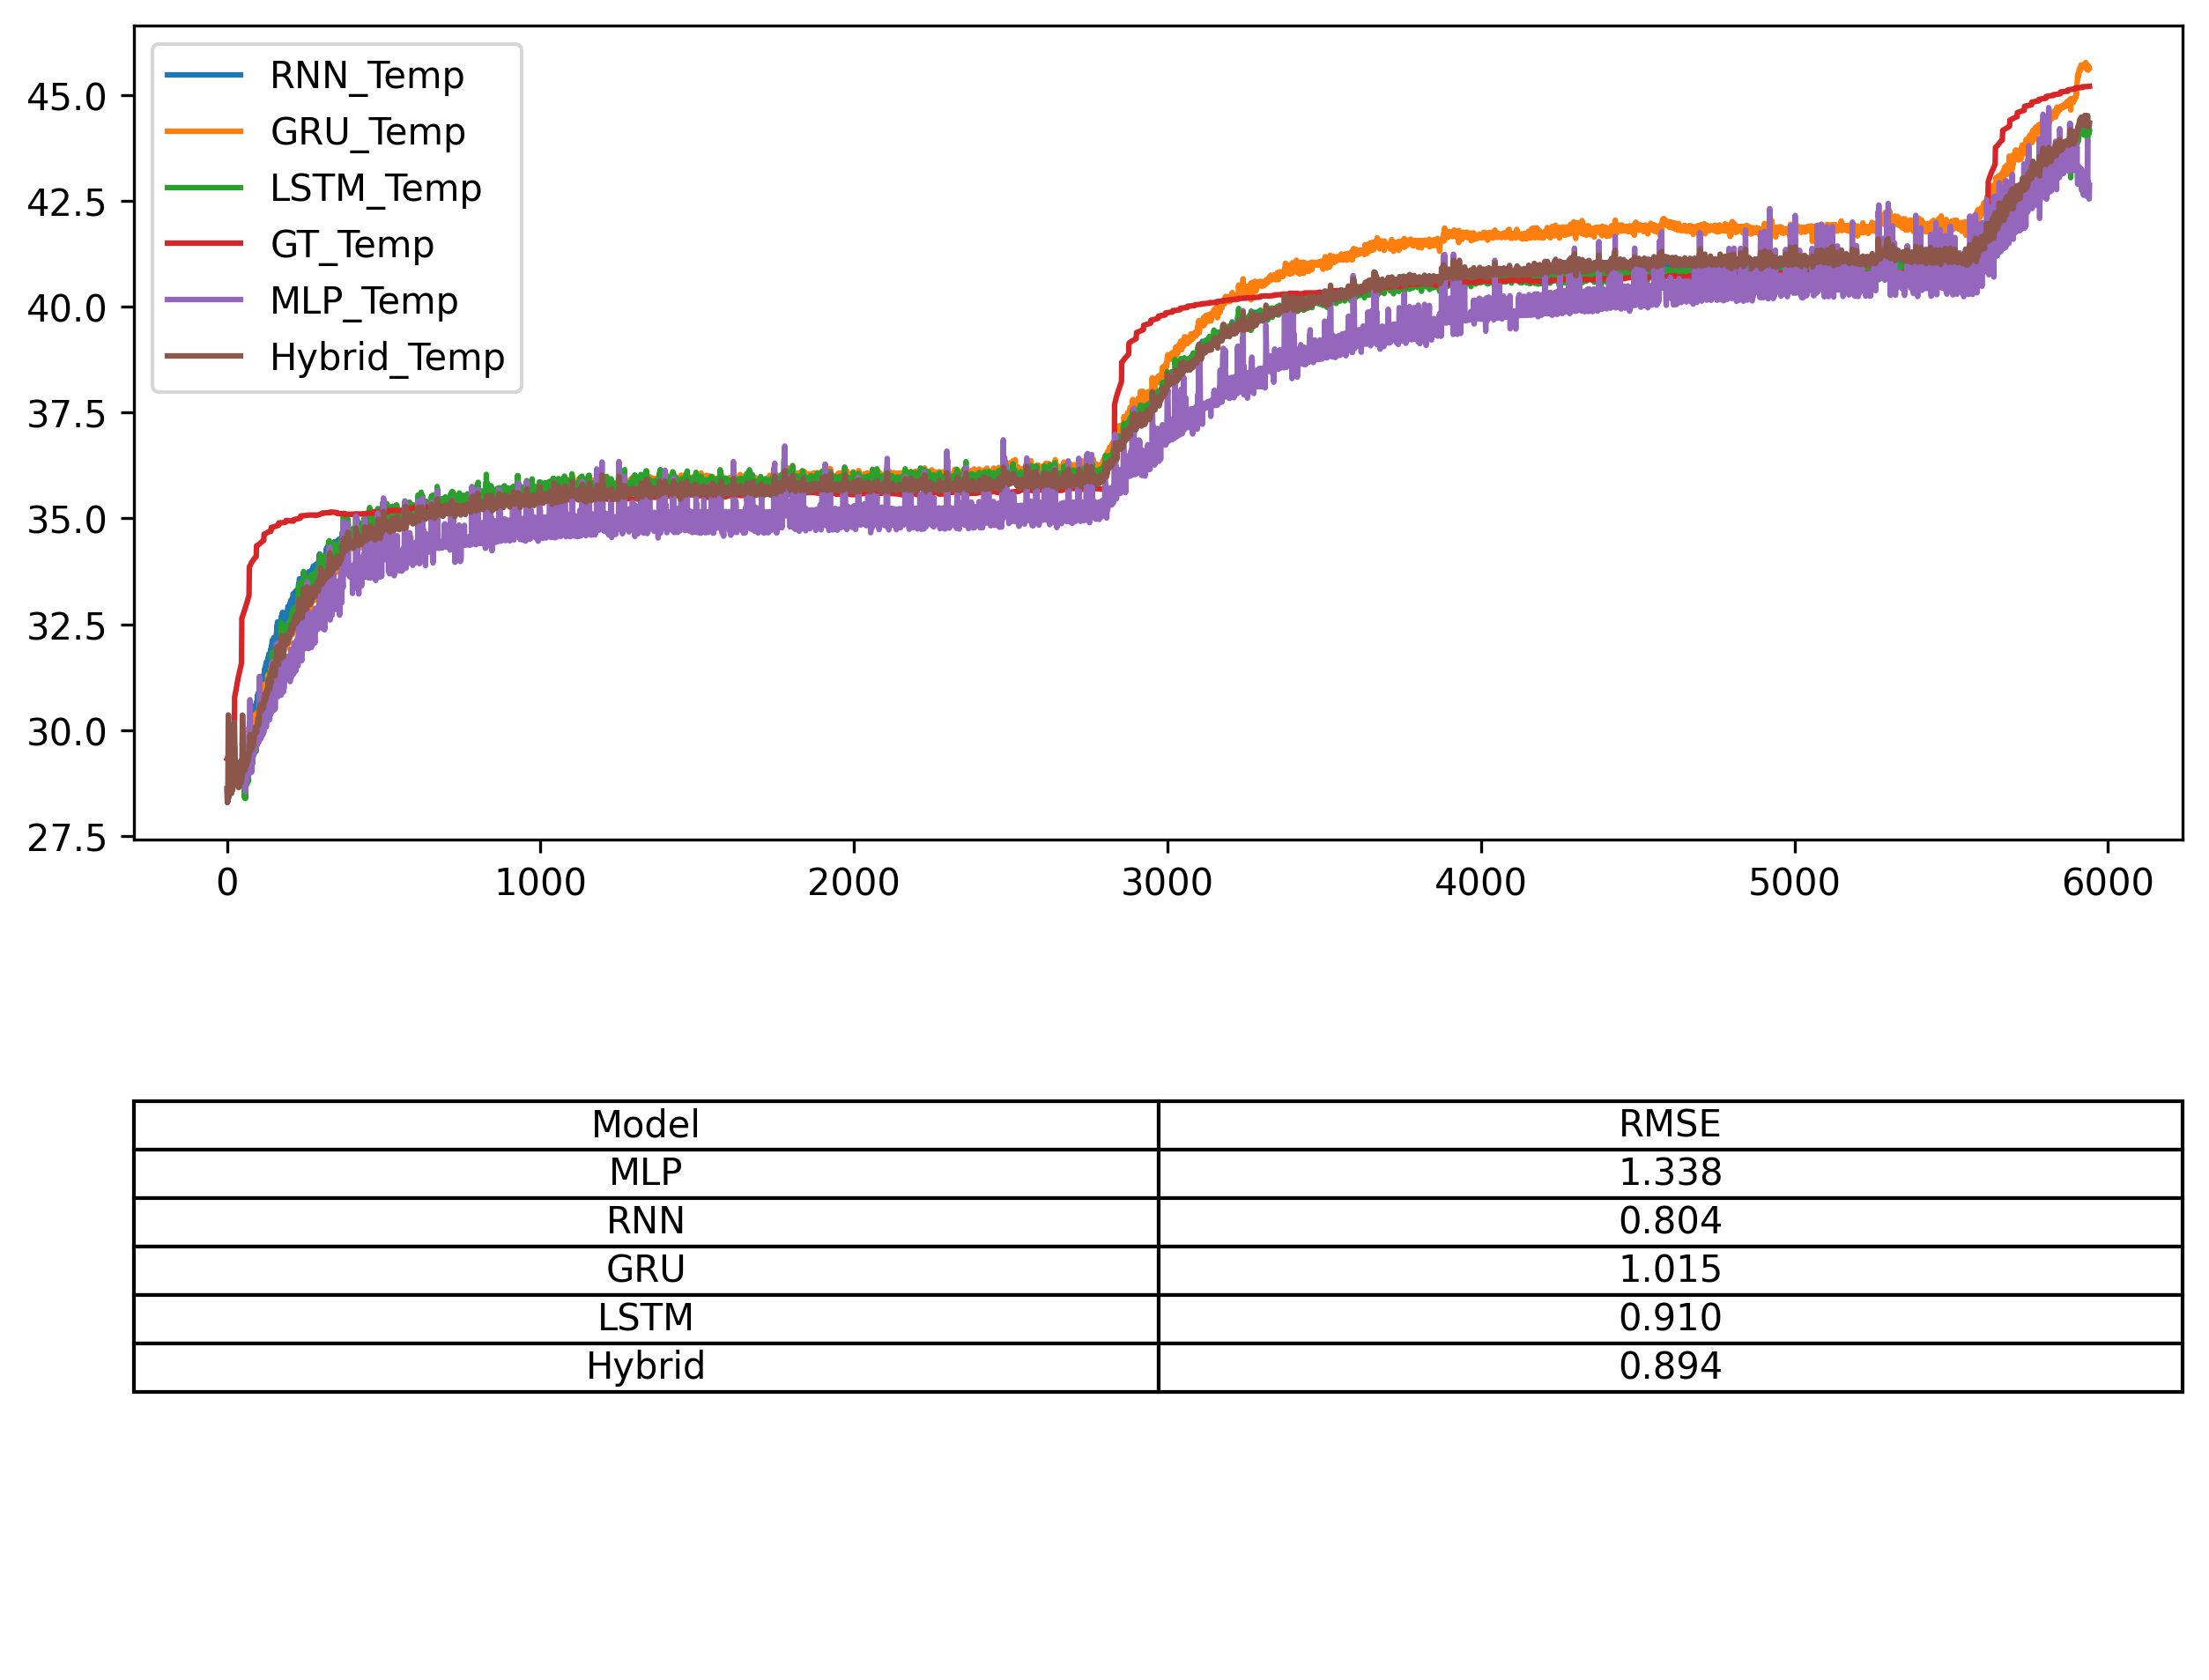 RNN_Temp
GRU_Temp
LSTM_Temp
GT_Temp
MLP_Temp
Hybrid_Temp
45.0
42.5
40.0
37.5
35.0
32.5
30.0
27.5
0 1000 2000 3000 4000 5000 6000
Model RMSE
MLP 1.338
RNN 0.804
GRU 1.015
LSTM 0.910
Hybrid 0.894